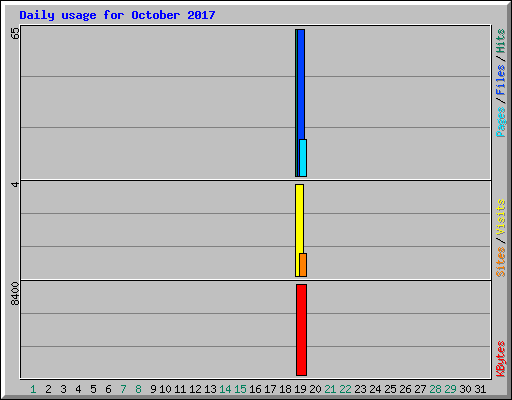 Daily usage for October 2017
65
4
8400
Pages / Files / Hits
Sites / Visits
KBytes
1 2 3 4 5 6 7 8 9 10 11 12 13 14 15 16 17 18 19 20 21 22 23 24 25 26 27 28 29 30 31